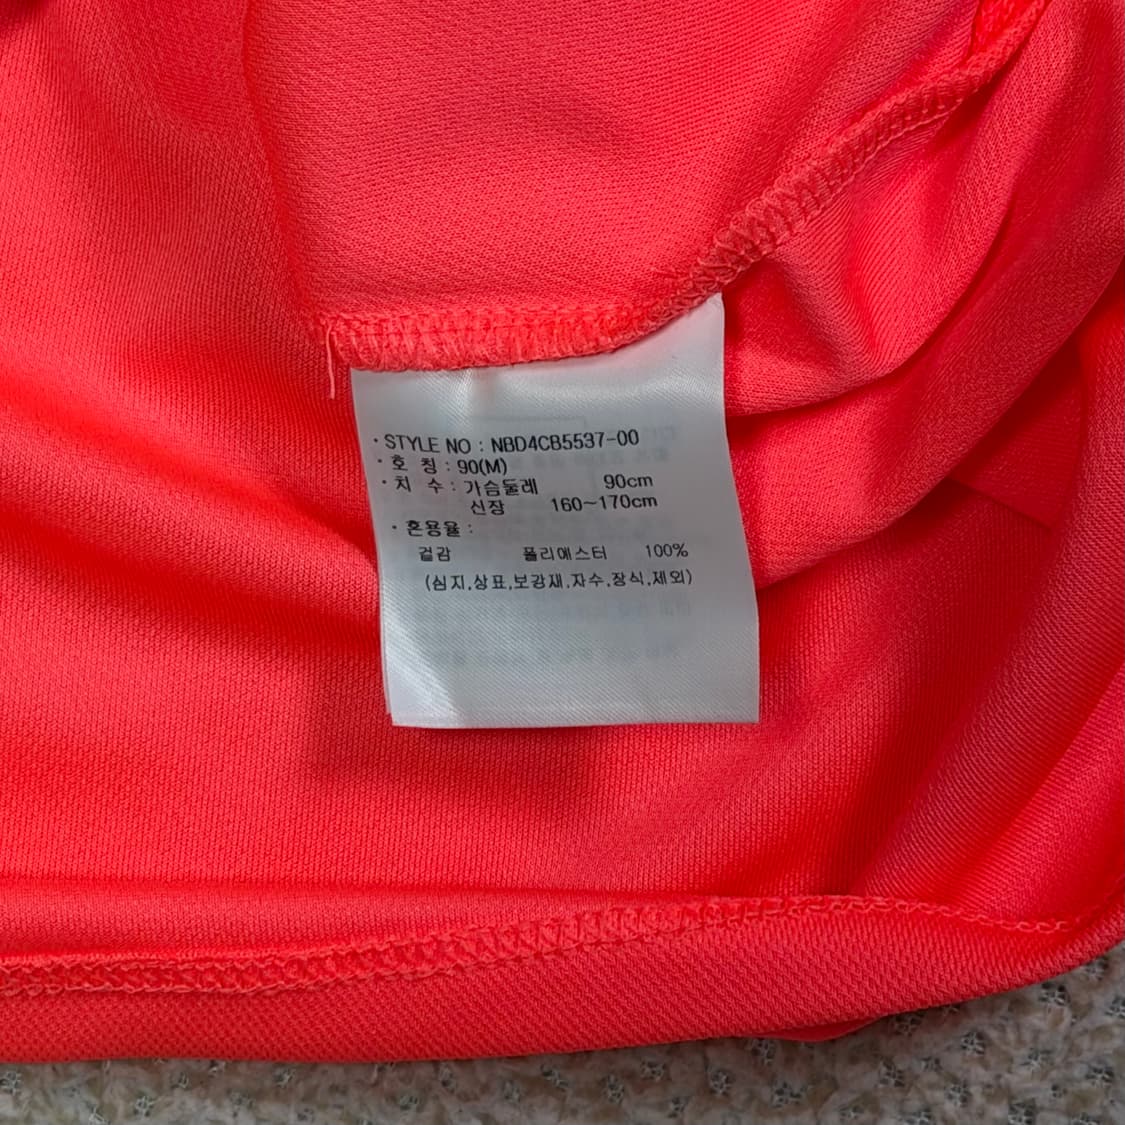 · STYLE NO : NBD4CB5537-00
· 호 칭 : 90(M)
· 치 수 : 가슴둘레 90cm
신장 160~170cm
· 혼용율 :
겉감 폴리에스터 100%
(심지,상표,보강재,자수,장식,제외)